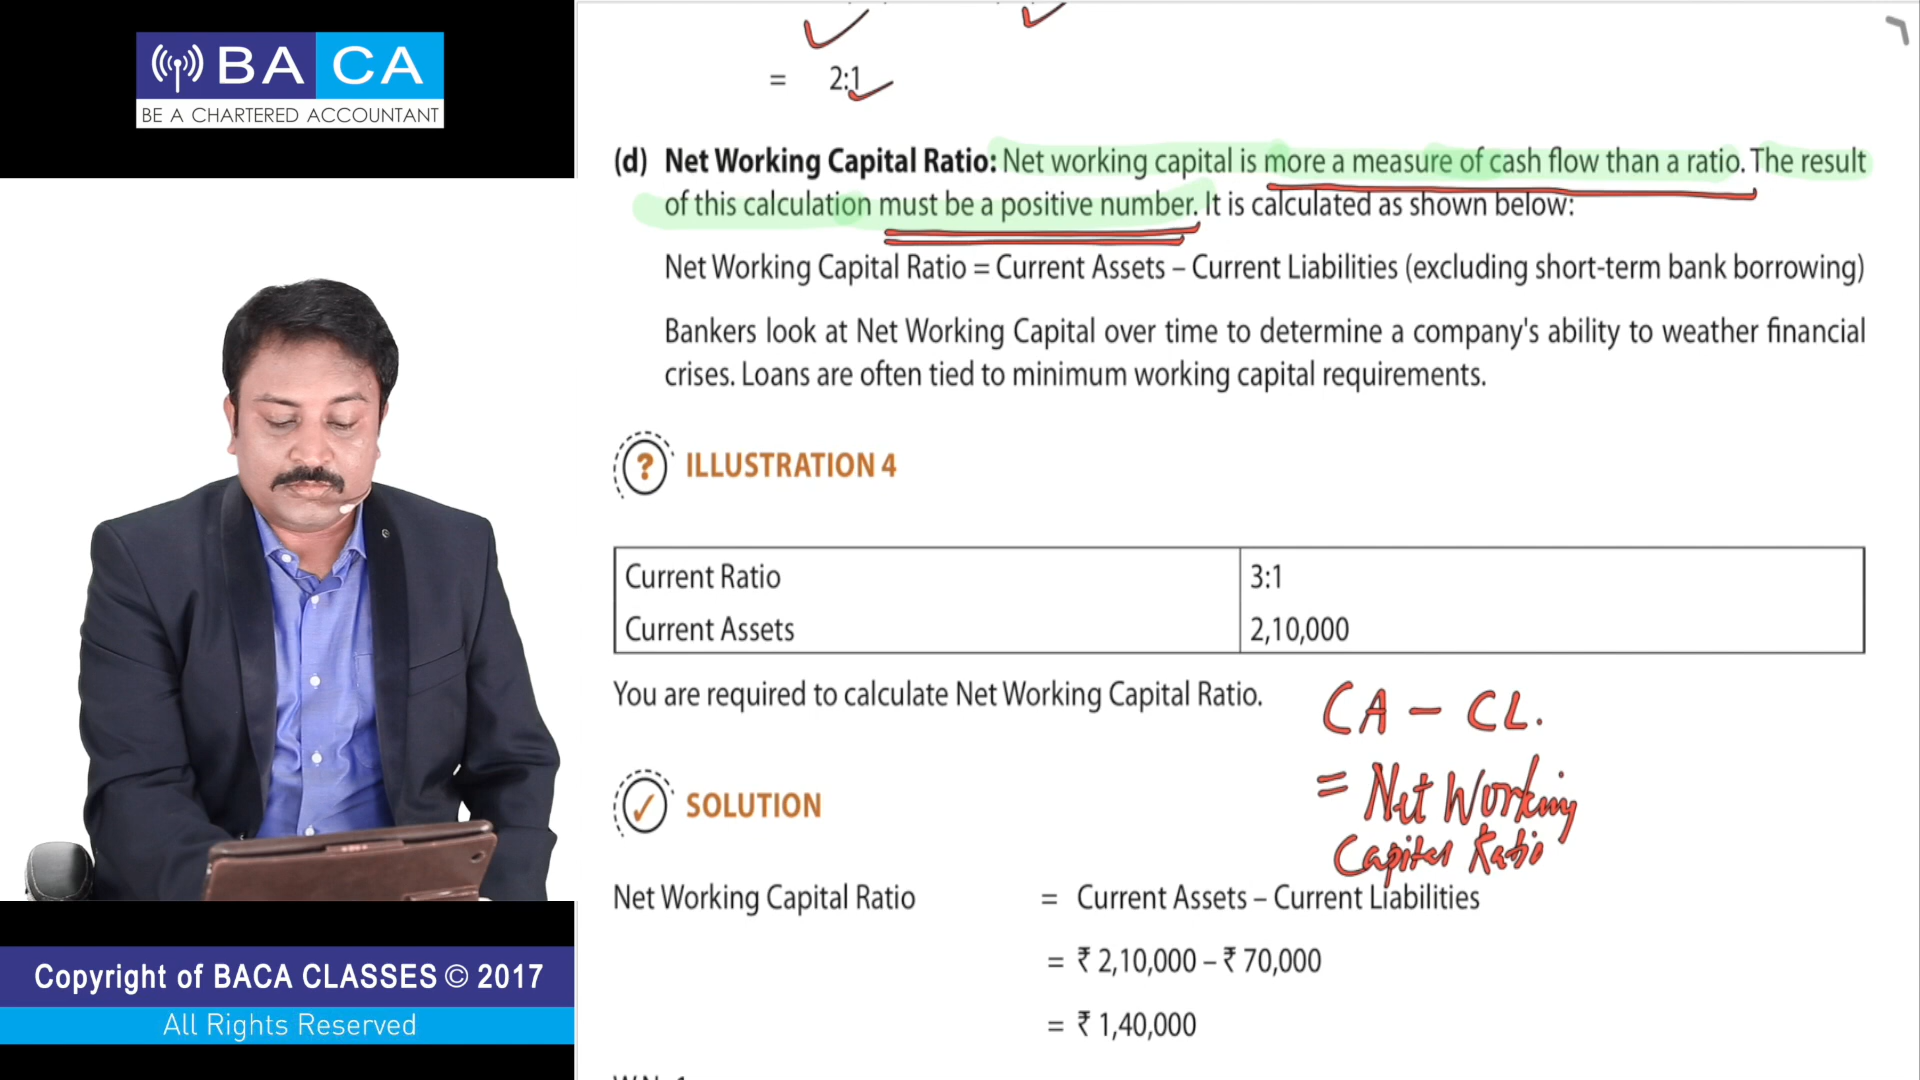 BA CA
BE A CHARTERED ACCOUNTANT
= 2:1
(d) Net Working Capital Ratio: Net working capital is more a measure of cash flow than a ratio. The result
of this calculation must be a positive number. It is calculated as shown below:
Net Working Capital Ratio = Current Assets – Current Liabilities (excluding short-term bank borrowing)
Bankers look at Net Working Capital over time to determine a company's ability to weather financial
crises. Loans are often tied to minimum working capital requirements.
? ILLUSTRATION 4
Current Ratio 3:1
Current Assets 2,10,000
You are required to calculate Net Working Capital Ratio.
CA – CL.
= Net Working
Capital Ratio
SOLUTION
Net Working Capital Ratio = Current Assets – Current Liabilities
= ₹ 2,10,000 – ₹ 70,000
= ₹ 1,40,000
Copyright of BACA CLASSES © 2017
All Rights Reserved